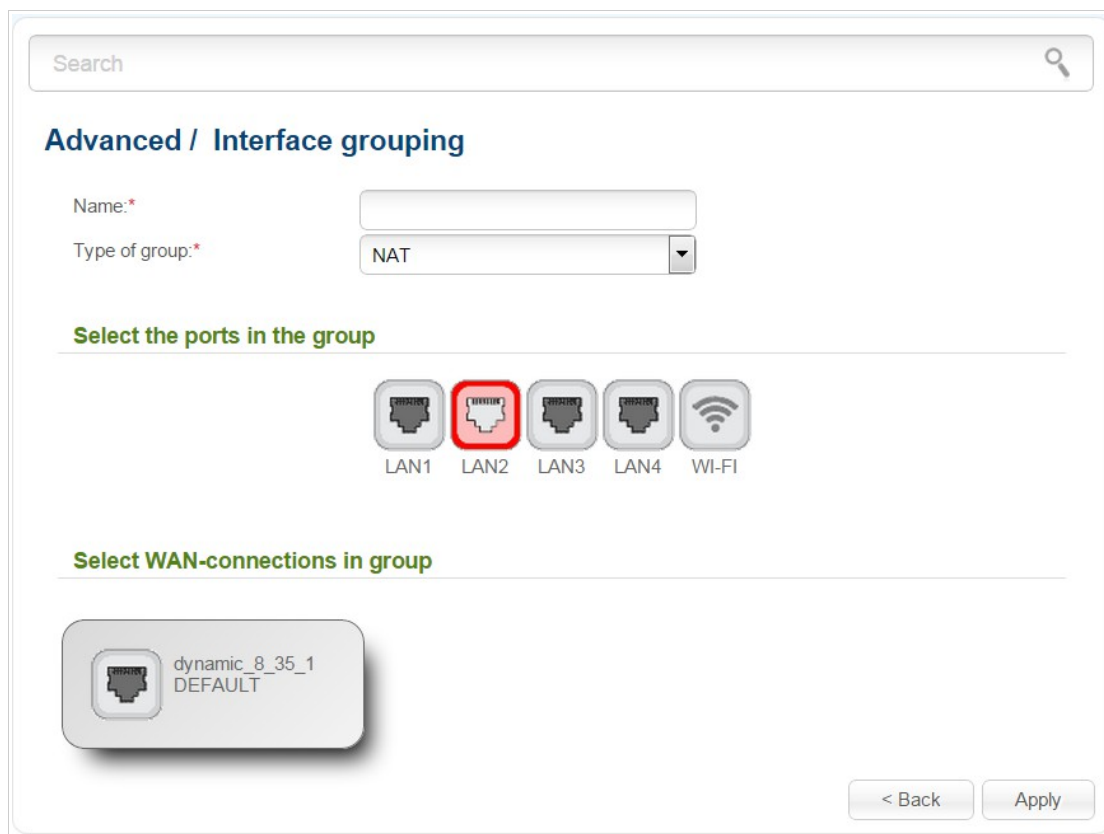 Search
Advanced / Interface grouping
Name:*
Type of group:*
NAT
Select the ports in the group
LAN1 LAN2 LAN3 LAN4 WI-FI
Select WAN-connections in group
dynamic_8_35_1
DEFAULT
< Back Apply